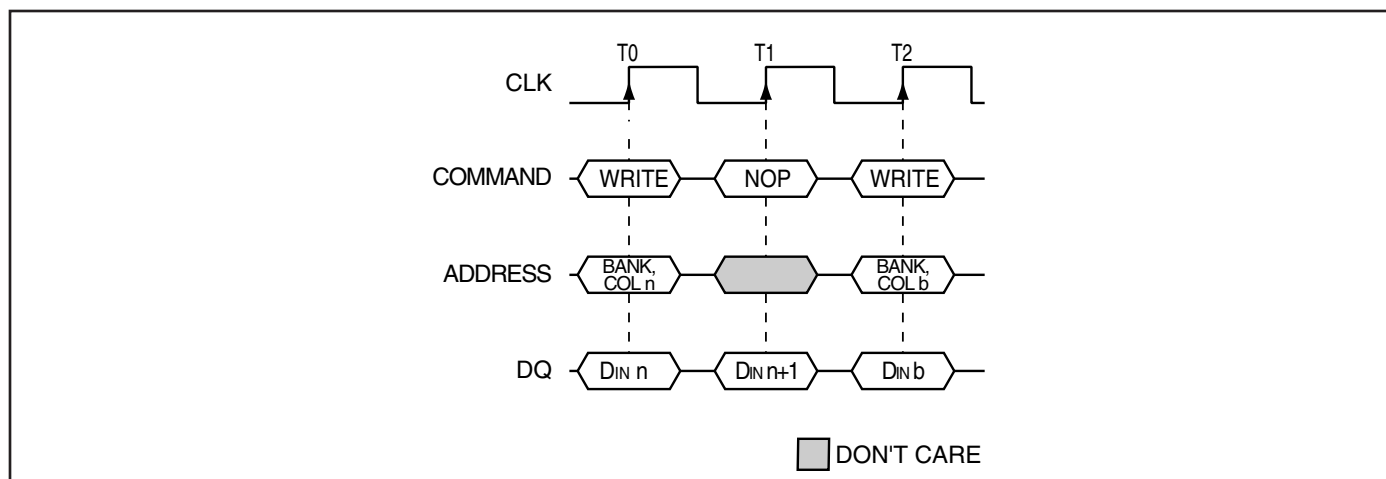 T0 T1 T2
CLK
COMMAND WRITE NOP WRITE
ADDRESS BANK, COL n BANK, COL b
DQ DIN n DIN n+1 DIN b
DON'T CARE